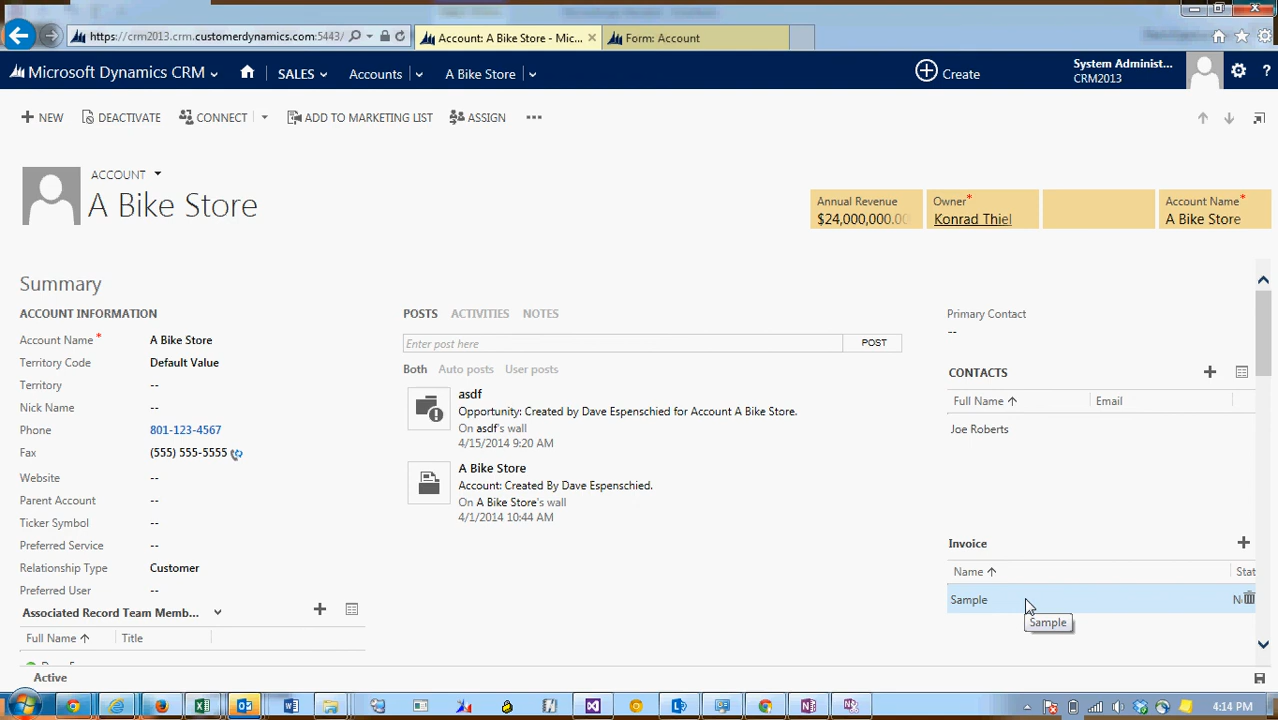 https://crm2013.crm.customerdynamics.com:5443/
Account: A Bike Store - Mic...
Form: Account
Microsoft Dynamics CRM
SALES
Accounts
A Bike Store
Create
System Administ...
CRM2013
?
NEW
DEACTIVATE
CONNECT
ADD TO MARKETING LIST
ASSIGN
...
ACCOUNT
A Bike Store
Annual Revenue
$24,000,000.00
Owner*
Konrad Thiel
Account Name*
A Bike Store
Summary
ACCOUNT INFORMATION
Account Name * A Bike Store
Territory Code Default Value
Territory --
Nick Name --
Phone 801-123-4567
Fax (555) 555-5555
Website --
Parent Account --
Ticker Symbol --
Preferred Service --
Relationship Type Customer
Preferred User --
Associated Record Team Memb...
Full Name Title
POSTS ACTIVITIES NOTES
Enter post here POST
Both Auto posts User posts
asdf
Opportunity: Created by Dave Espenschied for Account A Bike Store.
On asdf's wall
4/15/2014 9:20 AM
A Bike Store
Account: Created By Dave Espenschied.
On A Bike Store's wall
4/1/2014 10:44 AM
Primary Contact
--
CONTACTS
Full Name Email
Joe Roberts
Invoice
Name Stat
Sample
Sample
Active
4:14 PM